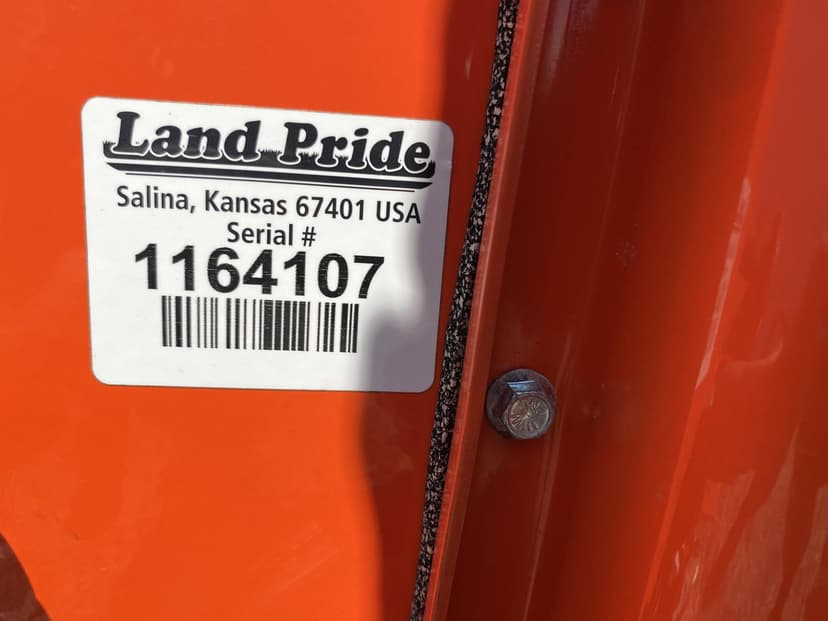 Land Pride
Salina, Kansas 67401 USA
Serial #
1164107